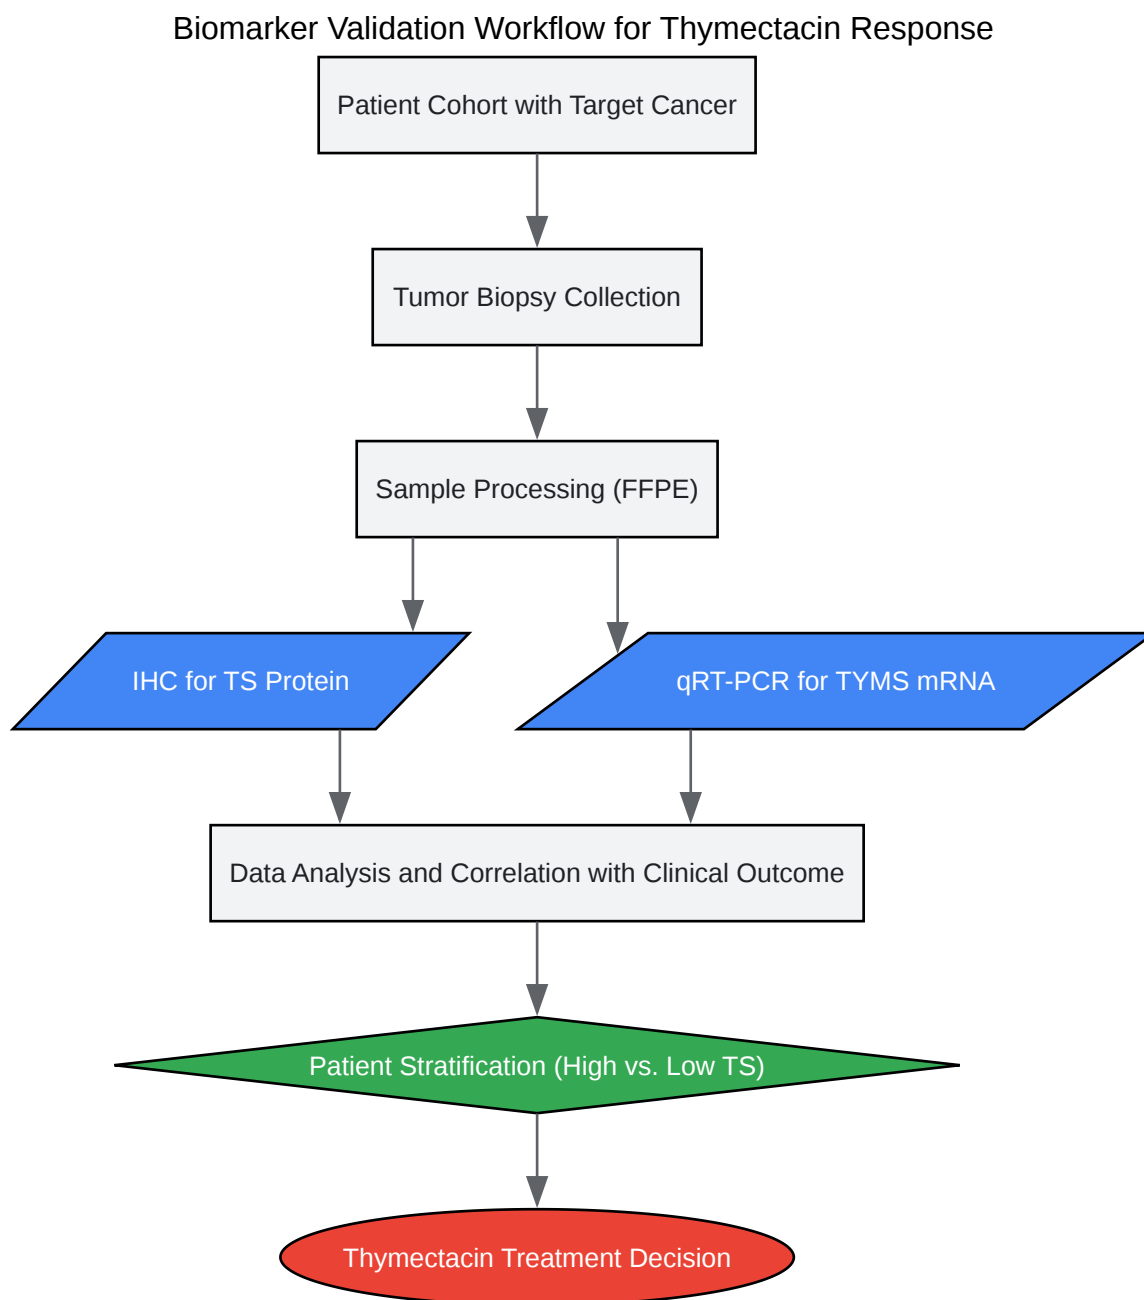 Biomarker Validation Workflow for Thymectacin Response
Patient Cohort with Target Cancer
Tumor Biopsy Collection
Sample Processing (FFPE)
IHC for TS Protein
qRT-PCR for TYMS mRNA
Data Analysis and Correlation with Clinical Outcome
Patient Stratification (High vs. Low TS)
Thymectacin Treatment Decision